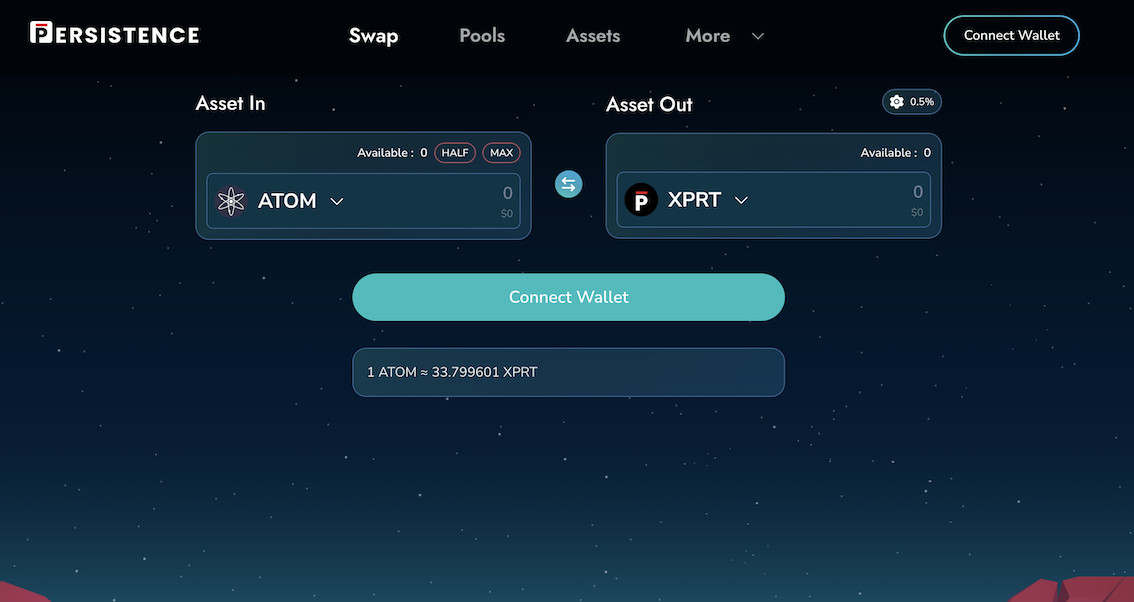 PERSISTENCE
Swap Pools Assets More
Connect Wallet
Asset In
Available : 0 HALF MAX
ATOM
0
$0
Asset Out
0.5%
Available : 0
XPRT
0
$0
Connect Wallet
1 ATOM ≈ 33.799601 XPRT